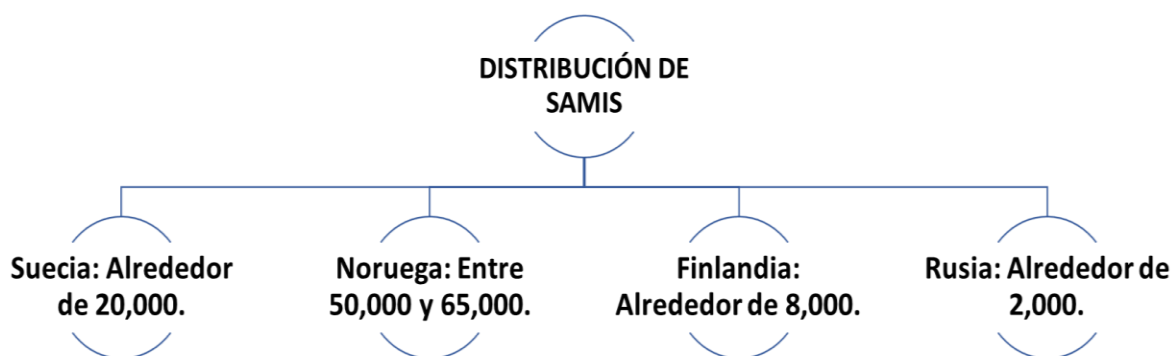 DISTRIBUCIÓN DE
SAMIS
Suecia: Alrededor
de 20,000.
Noruega: Entre
50,000 y 65,000.
Finlandia:
Alrededor de 8,000.
Rusia: Alrededor de
2,000.